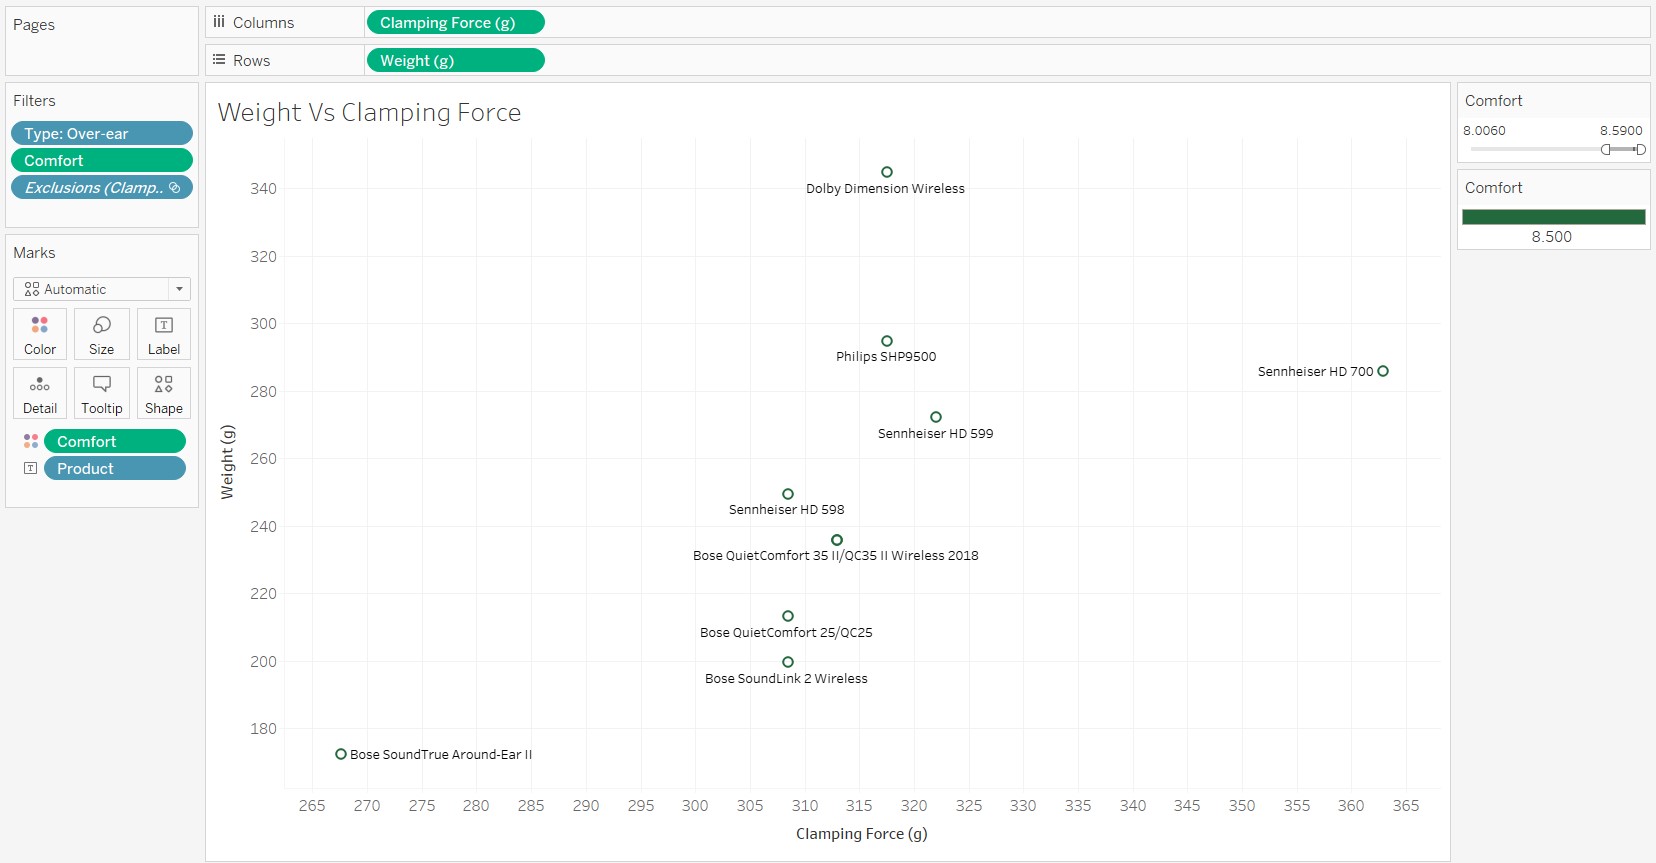 Pages
Columns
Clamping Force (g)
Rows
Weight (g)
Filters
Type: Over-ear
Comfort
Exclusions (Clamp..
Marks
Automatic
Color
Size
T
Label
Detail
Tooltip
Shape
Comfort
T
Product
Weight Vs Clamping Force
Weight (g)
340
320
300
280
260
240
220
200
180
Dolby Dimension Wireless
Philips SHP9500
Sennheiser HD 700
Sennheiser HD 599
Sennheiser HD 598
Bose QuietComfort 35 II/QC35 II Wireless 2018
Bose QuietComfort 25/QC25
Bose SoundLink 2 Wireless
Bose SoundTrue Around-Ear II
265 270 275 280 285 290 295 300 305 310 315 320 325 330 335 340 345 350 355 360 365
Clamping Force (g)
Comfort
8.0060 8.5900
Comfort
8.500